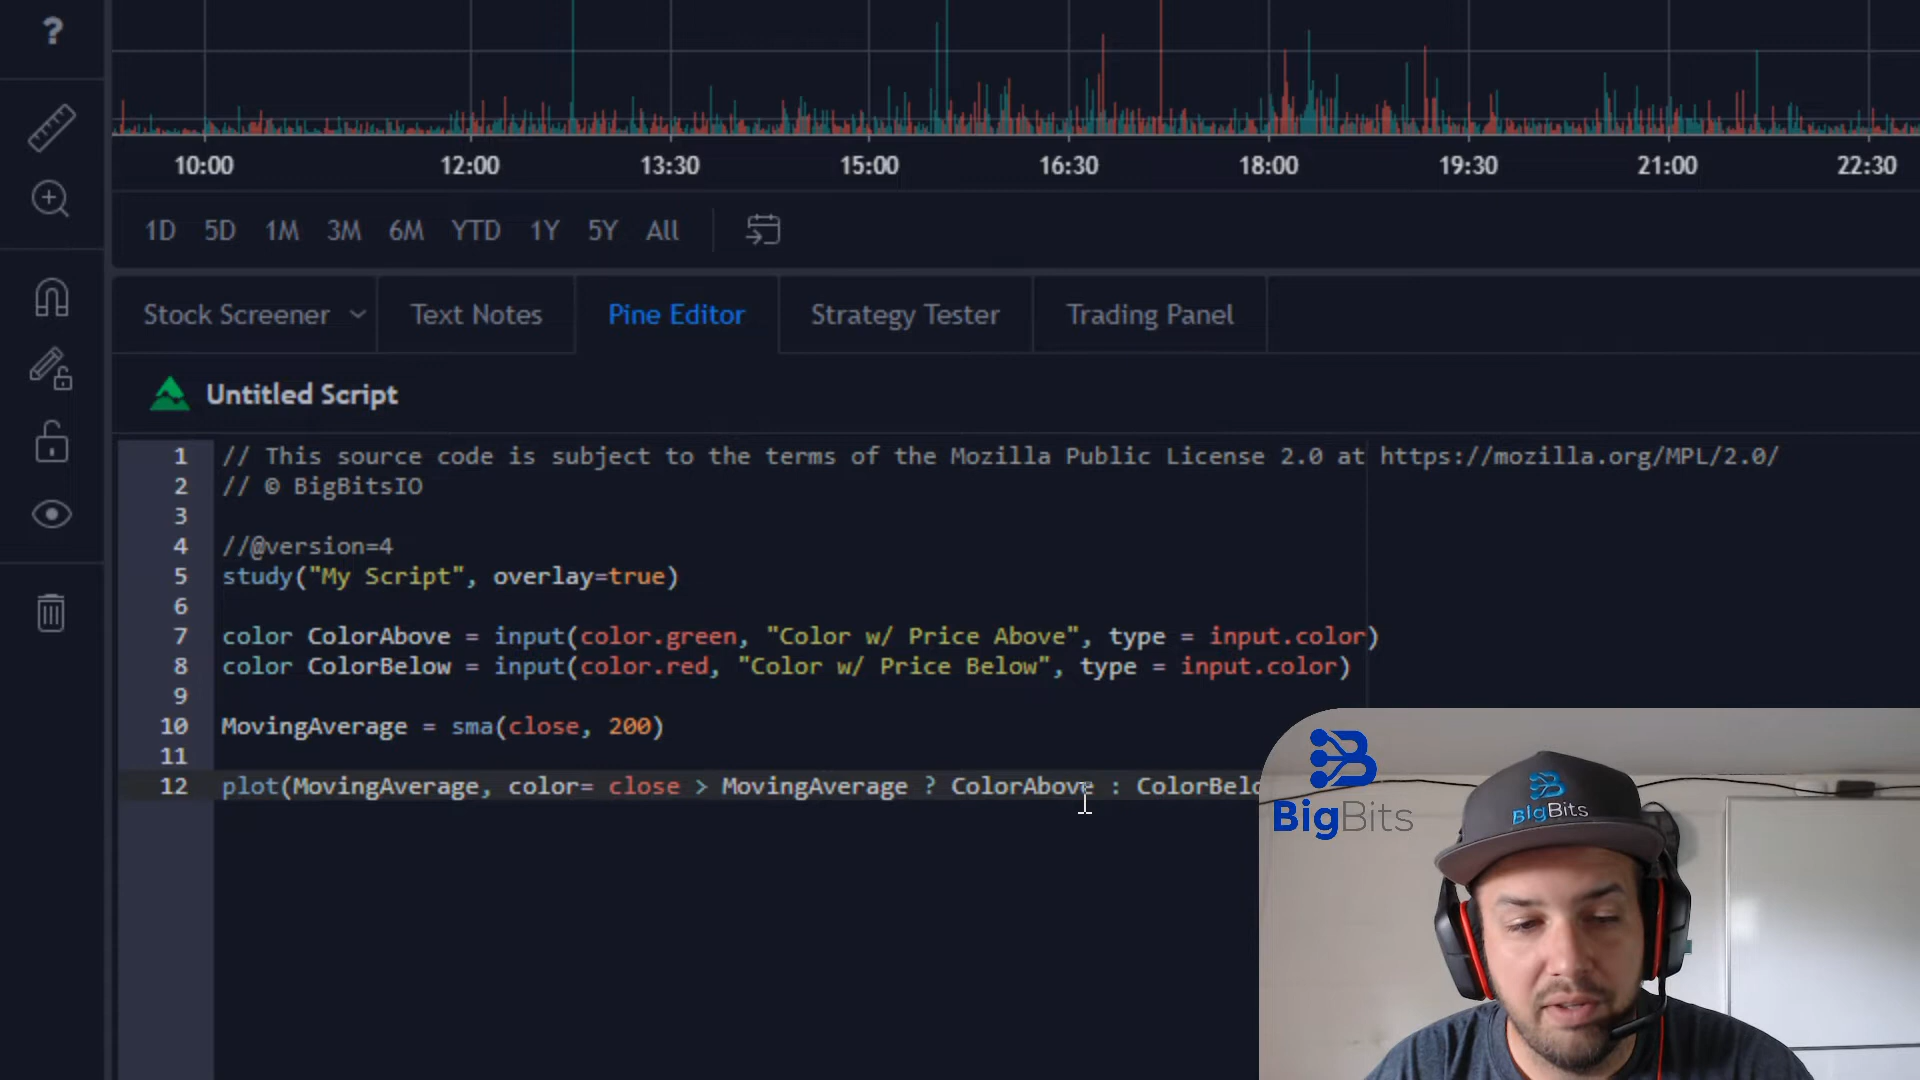 ?
10:00 12:00 13:30 15:00 16:30 18:00 19:30 21:00 22:30
1D 5D 1M 3M 6M YTD 1Y 5Y All
Stock Screener Text Notes Pine Editor Strategy Tester Trading Panel
Untitled Script
1 // This source code is subject to the terms of the Mozilla Public License 2.0 at https://mozilla.org/MPL/2.0/
2 // © BigBitsIO
3
4 //@version=4
5 study("My Script", overlay=true)
6
7 color ColorAbove = input(color.green, "Color w/ Price Above", type = input.color)
8 color ColorBelow = input(color.red, "Color w/ Price Below", type = input.color)
9
10 MovingAverage = sma(close, 200)
11
12 plot(MovingAverage, color= close > MovingAverage ? ColorAbove : ColorBelo
BigBits
BigBits